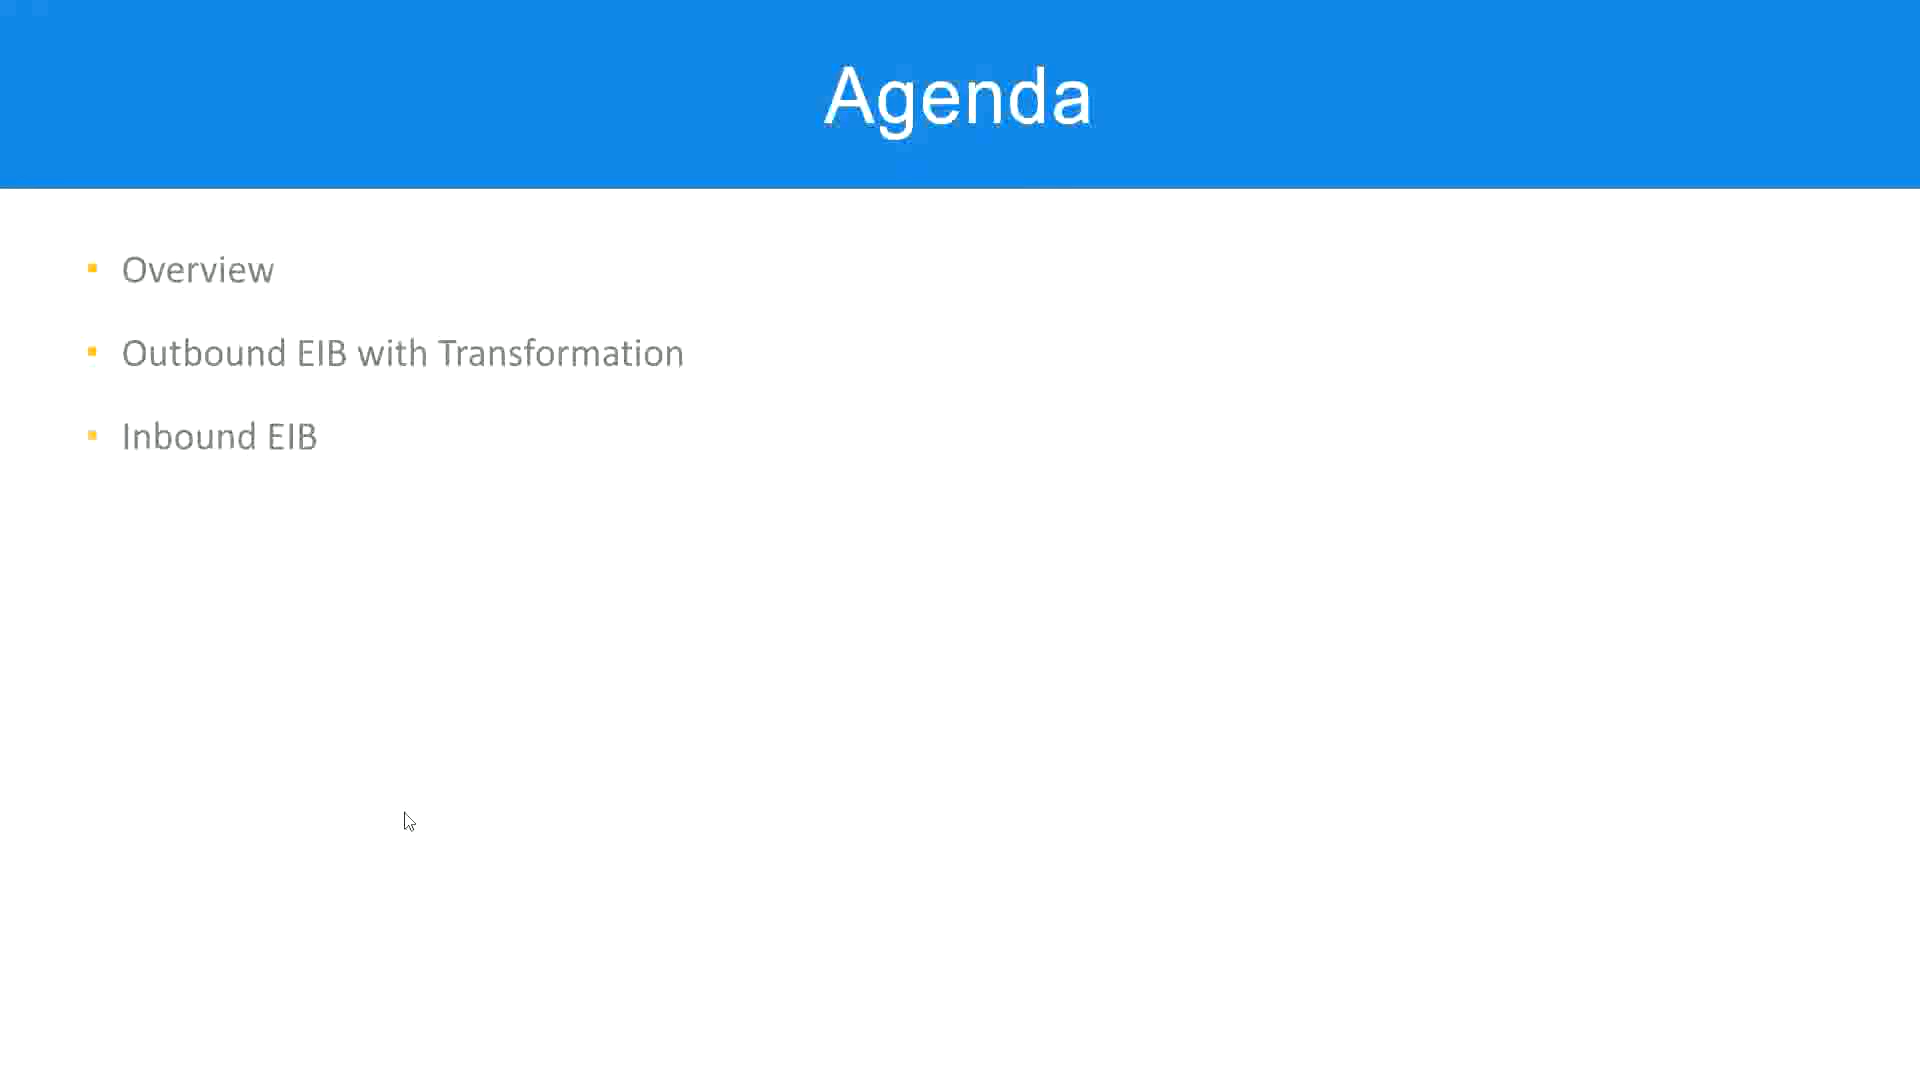 Agenda
▪ Overview
▪ Outbound EIB with Transformation
▪ Inbound EIB